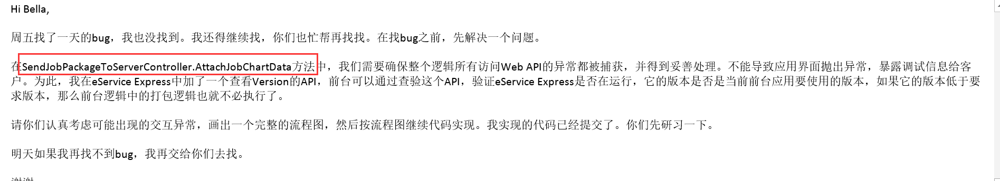 Hi Bella,
周五找了一天的bug，我也没找到。我还得继续找，你们也忙帮再找找。在找bug之前，先解决一个问题。
在SendJobPackageToServerController.AttachJobChartData方法中，我们需要确保整个逻辑所有访问Web API的异常都被捕获，并得到妥善处理。不能导致应用界面抛出异常，暴露调试信息给客
户。为此，我在eService Express中加了一个查看Version的API，前台可以通过查验这个API，验证eService Express是否在运行，它的版本是否是当前前台应用要使用的版本，如果它的版本低于要
求版本，那么前台逻辑中的打包逻辑也就不必执行了。
请你们认真考虑可能出现的交互异常，画出一个完整的流程图，然后按流程图继续代码实现。我实现的代码已经提交了。你们先研习一下。
明天如果我再找不到bug，我再交给你们去找。